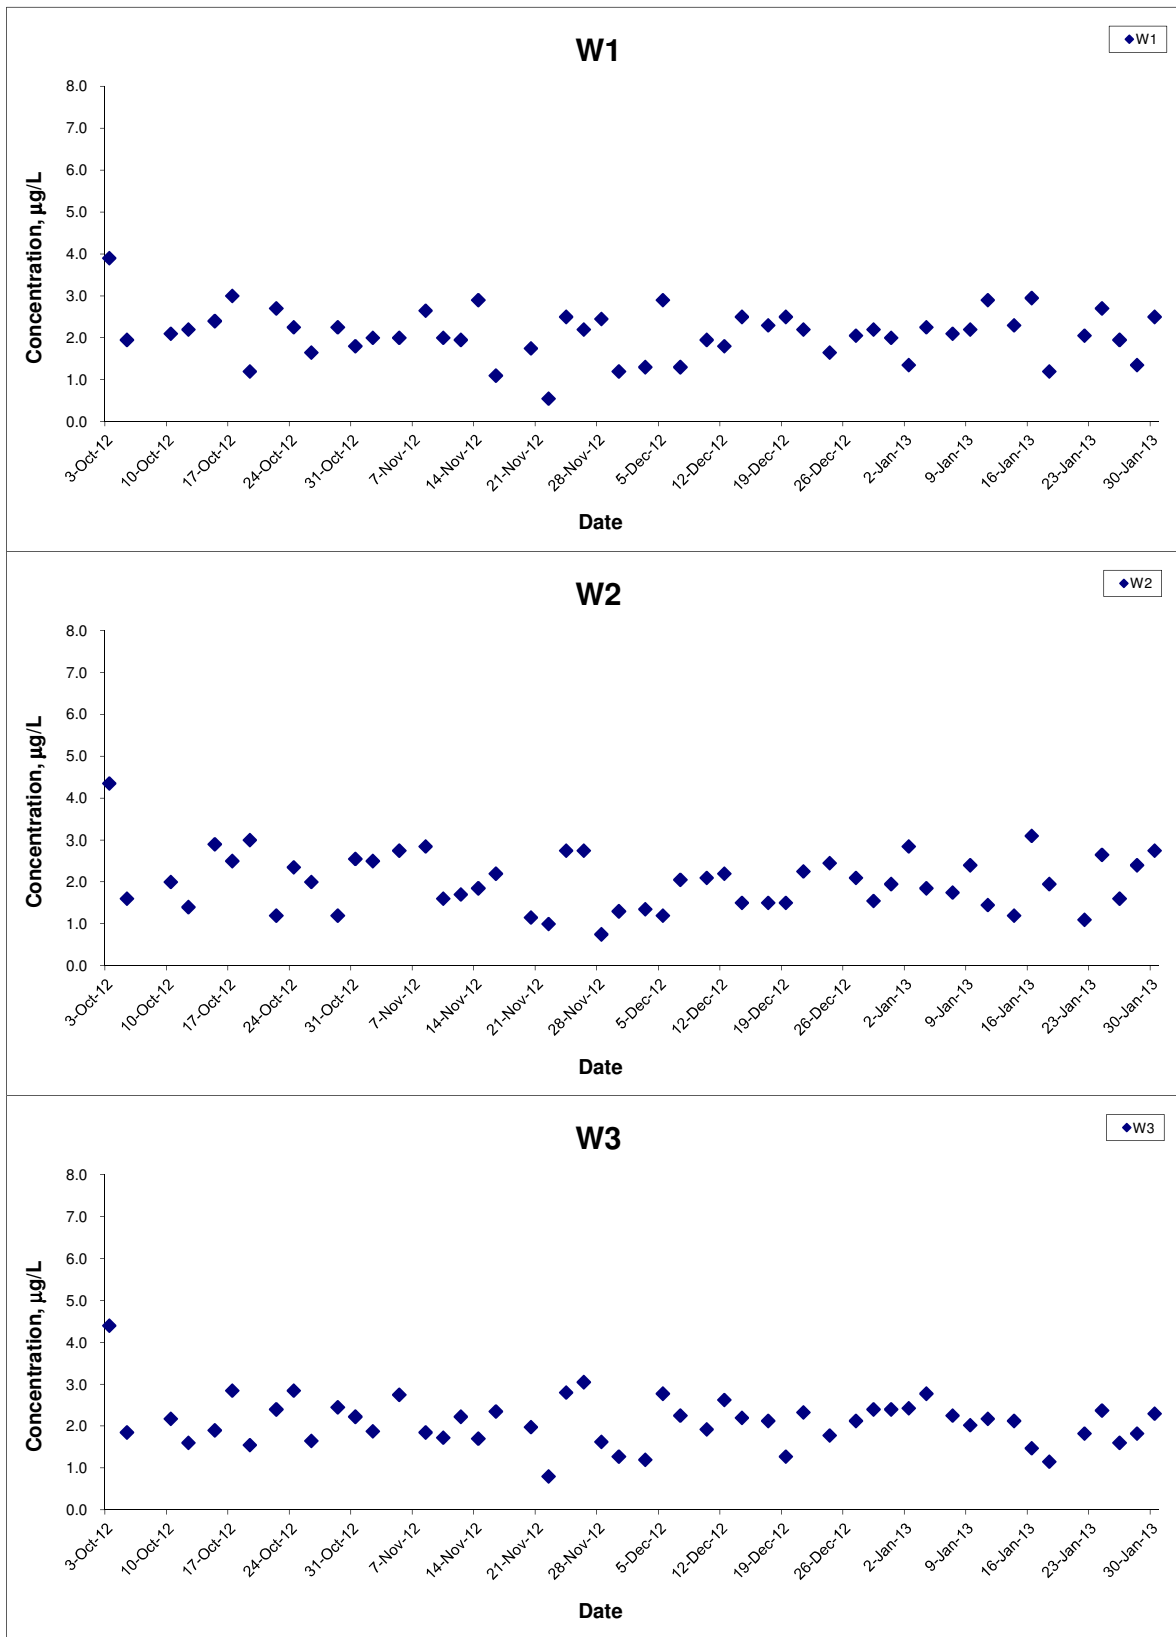 W1
W1
8.0
7.0
6.0
5.0
4.0
3.0
2.0
1.0
0.0
Concentration, µg/L
3-Oct-12
10-Oct-12
17-Oct-12
24-Oct-12
31-Oct-12
7-Nov-12
14-Nov-12
21-Nov-12
28-Nov-12
5-Dec-12
12-Dec-12
19-Dec-12
26-Dec-12
2-Jan-13
9-Jan-13
16-Jan-13
23-Jan-13
30-Jan-13
Date
W2
W2
8.0
7.0
6.0
5.0
4.0
3.0
2.0
1.0
0.0
Concentration, µg/L
3-Oct-12
10-Oct-12
17-Oct-12
24-Oct-12
31-Oct-12
7-Nov-12
14-Nov-12
21-Nov-12
28-Nov-12
5-Dec-12
12-Dec-12
19-Dec-12
26-Dec-12
2-Jan-13
9-Jan-13
16-Jan-13
23-Jan-13
30-Jan-13
Date
W3
W3
8.0
7.0
6.0
5.0
4.0
3.0
2.0
1.0
0.0
Concentration, µg/L
3-Oct-12
10-Oct-12
17-Oct-12
24-Oct-12
31-Oct-12
7-Nov-12
14-Nov-12
21-Nov-12
28-Nov-12
5-Dec-12
12-Dec-12
19-Dec-12
26-Dec-12
2-Jan-13
9-Jan-13
16-Jan-13
23-Jan-13
30-Jan-13
Date